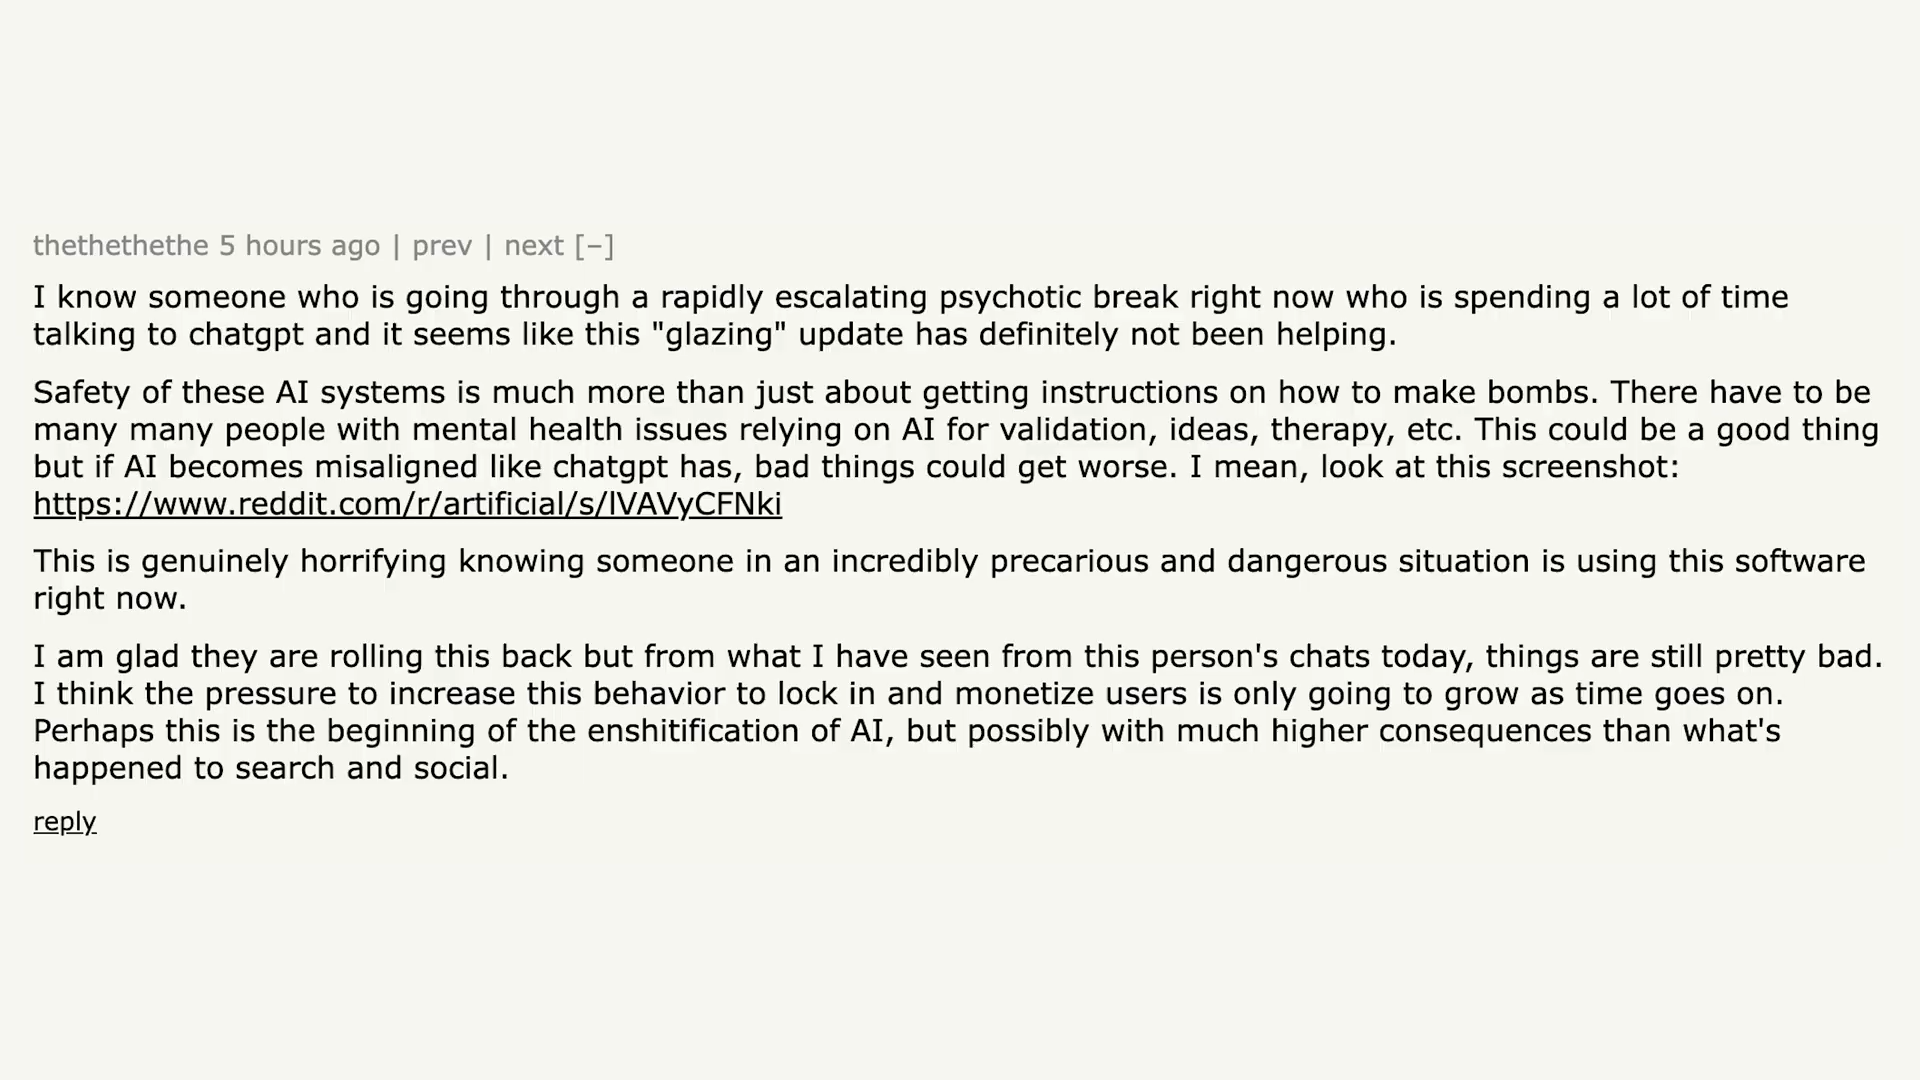 thethethethe 5 hours ago | prev | next [–]
I know someone who is going through a rapidly escalating psychotic break right now who is spending a lot of time
talking to chatgpt and it seems like this "glazing" update has definitely not been helping.
Safety of these AI systems is much more than just about getting instructions on how to make bombs. There have to be
many many people with mental health issues relying on AI for validation, ideas, therapy, etc. This could be a good thing
but if AI becomes misaligned like chatgpt has, bad things could get worse. I mean, look at this screenshot:
https://www.reddit.com/r/artificial/s/lVAVyCFNki
This is genuinely horrifying knowing someone in an incredibly precarious and dangerous situation is using this software
right now.
I am glad they are rolling this back but from what I have seen from this person's chats today, things are still pretty bad.
I think the pressure to increase this behavior to lock in and monetize users is only going to grow as time goes on.
Perhaps this is the beginning of the enshitification of AI, but possibly with much higher consequences than what's
happened to search and social.
reply